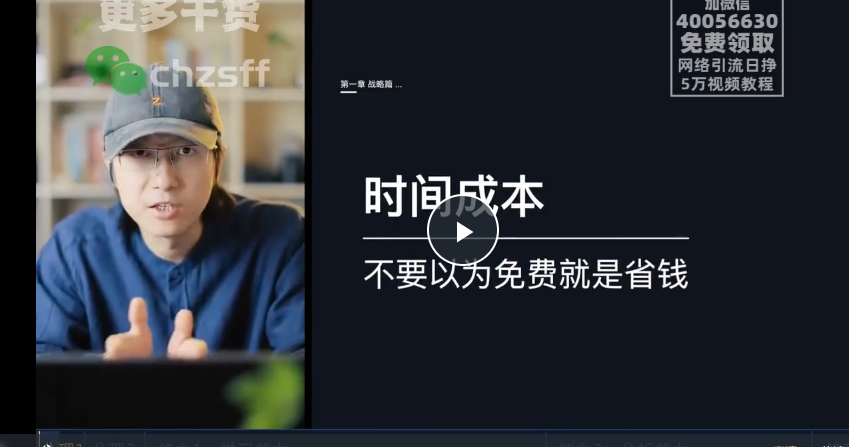 更多干货
chzsff
加微信
40056630
免费领取
网络引流日挣
5万视频教程
第一章 战略篇 ...
Z
时间成本
不要以为免费就是省钱